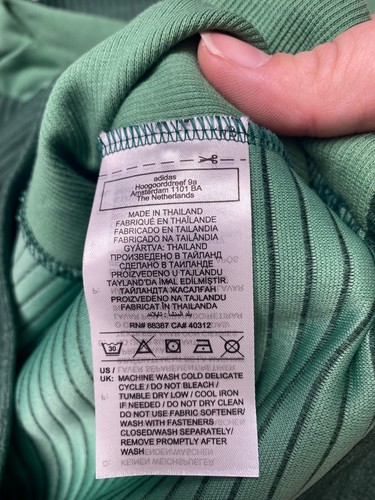 adidas
Hoogoorddreef 9a
Amsterdam 1101 BA
The Netherlands
MADE IN THAILAND
FABRIQUÉ EN THAÏLANDE
FABRICADO EN TAILANDIA
FABRICADO NA TAILÂNDIA
GYÁRTVA: THAILAND
ПРОИЗВЕДЕНО В ТАЙЛАНД
СДЕЛАНО В ТАИЛАНДЕ
PROIZVEDENO U TAJLANDU
TAYLAND'DA İMAL EDİLMİŞTİR.
ТАЙЛАНДТА ЖАСАЛҒАН
PROIZVEDENO NA TAJLANDU
FABRICAT ÎN THAILANDA
RN# 88387 CA# 40312
30
US /
UK: MACHINE WASH COLD DELICATE
CYCLE / DO NOT BLEACH /
TUMBLE DRY LOW / COOL IRON
IF NEEDED / DO NOT DRY CLEAN
DO NOT USE FABRIC SOFTENER/
WASH WITH FASTENERS
CLOSED/WASH SEPARATELY/
REMOVE PROMPTLY AFTER
WASH